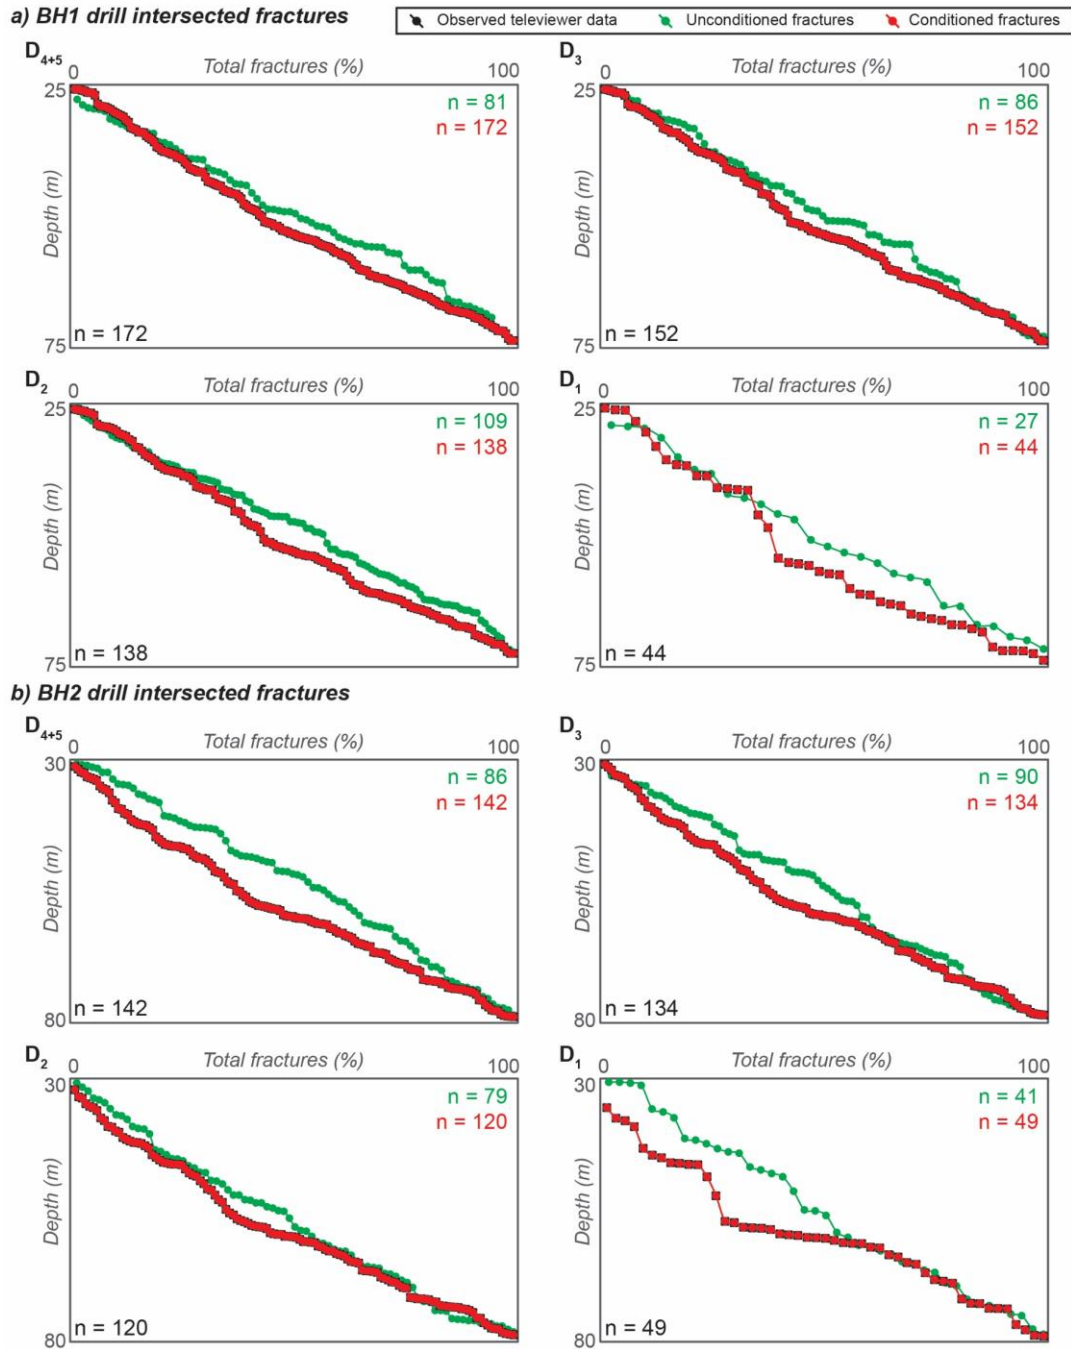 a) BH1 drill intersected fractures
Observed televiewer data Unconditioned fractures Conditioned fractures
D4+5 0 Total fractures (%) 100
25
n = 81
n = 172
Depth (m)
n = 172
75
D3 0 Total fractures (%) 100
25
n = 86
n = 152
Depth (m)
n = 152
75
D2 0 Total fractures (%) 100
25
n = 109
n = 138
Depth (m)
n = 138
75
D1 0 Total fractures (%) 100
25
n = 27
n = 44
Depth (m)
n = 44
75
b) BH2 drill intersected fractures
D4+5 0 Total fractures (%) 100
30
n = 86
n = 142
Depth (m)
n = 142
80
D3 0 Total fractures (%) 100
30
n = 90
n = 134
Depth (m)
n = 134
80
D2 0 Total fractures (%) 100
30
n = 79
n = 120
Depth (m)
n = 120
80
D1 0 Total fractures (%) 100
30
n = 41
n = 49
Depth (m)
n = 49
80